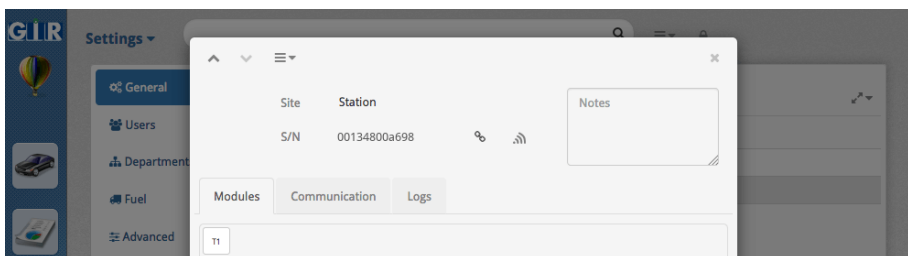 GIR
Settings
General
Users
Department
Fuel
Advanced
Site Station
Notes
S/N 00134800a698
Modules Communication Logs
T1